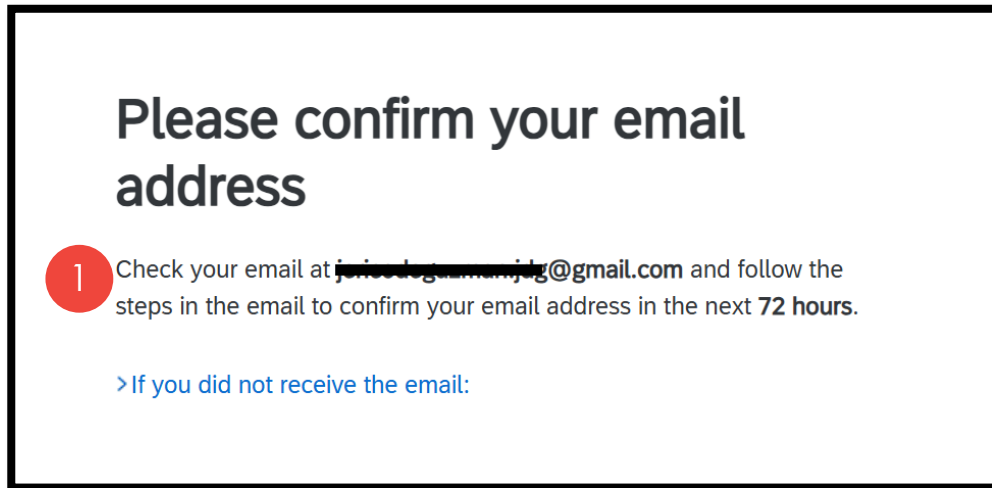 Please confirm your email
address
1
Check your email at @gmail.com and follow the
steps in the email to confirm your email address in the next 72 hours.
>If you did not receive the email: